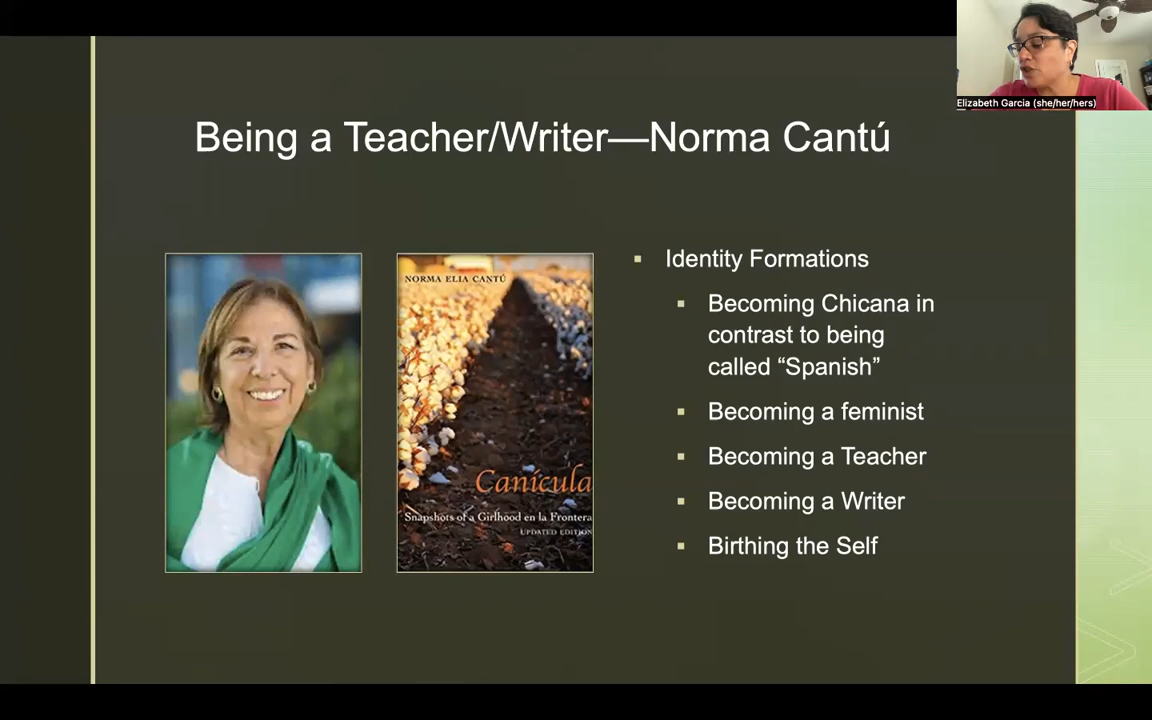 Elizabeth Garcia (she/her/hers)
Being a Teacher/Writer—Norma Cantú
NORMA ELIA CANTÚ
Canícula
Snapshots of a Girlhood en la Frontera
UPDATED EDITION
Identity Formations
Becoming Chicana in
contrast to being
called “Spanish”
Becoming a feminist
Becoming a Teacher
Becoming a Writer
Birthing the Self